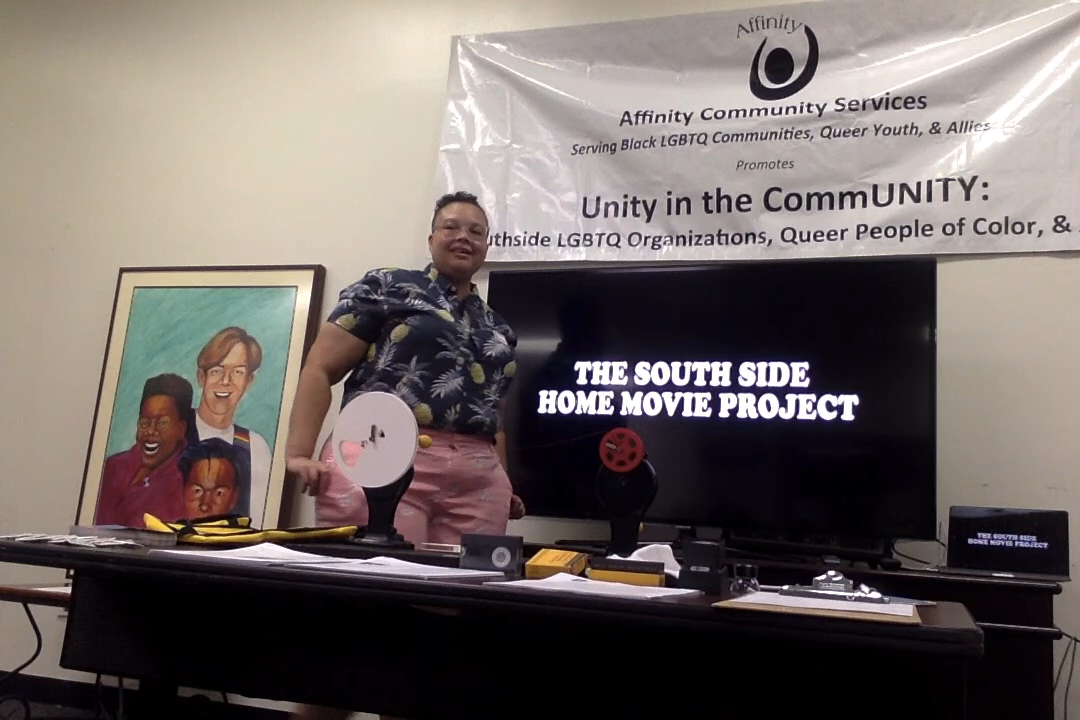 Affinity
Affinity Community Services
Serving Black LGBTQ Communities, Queer Youth, & Allies
Promotes
Unity in the CommUNITY:
uthside LGBTQ Organizations, Queer People of Color, &
THE SOUTH SIDE
HOME MOVIE PROJECT
THE SOUTH SIDE
HOME MOVIE PROJECT